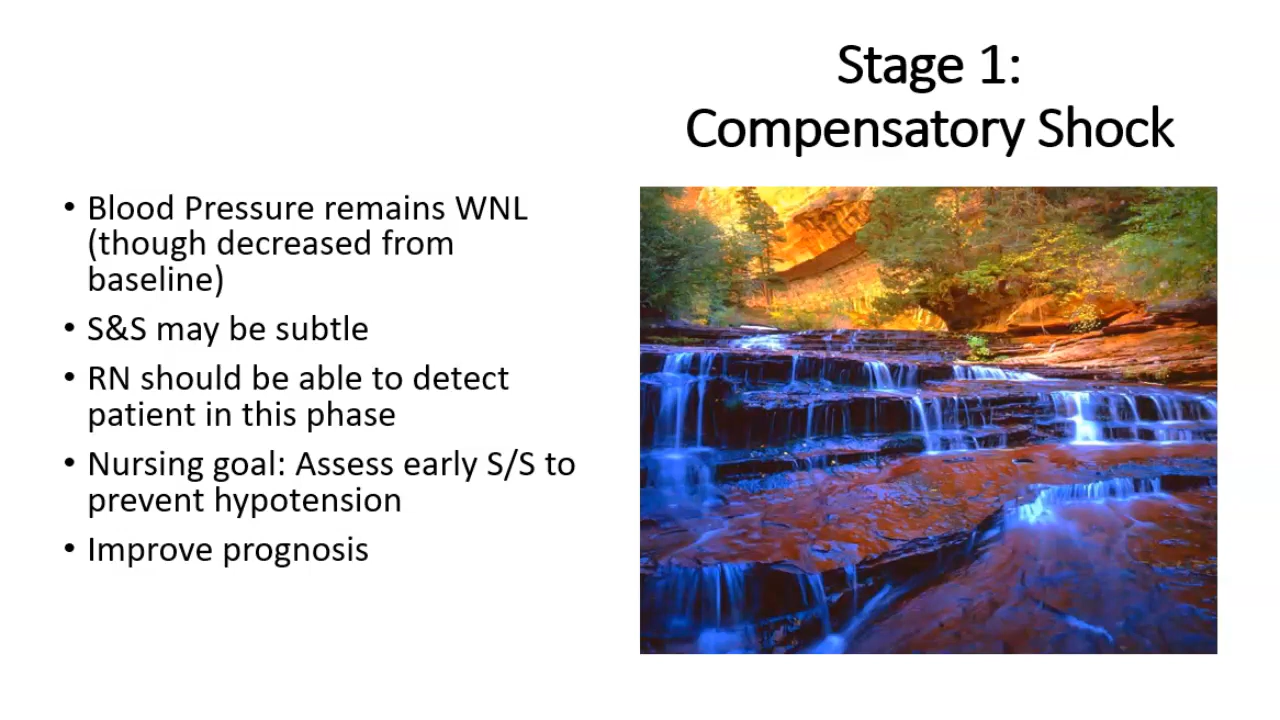 Stage 1:
Compensatory Shock
• Blood Pressure remains WNL
(though decreased from
baseline)
• S&S may be subtle
• RN should be able to detect
patient in this phase
• Nursing goal: Assess early S/S to
prevent hypotension
• Improve prognosis